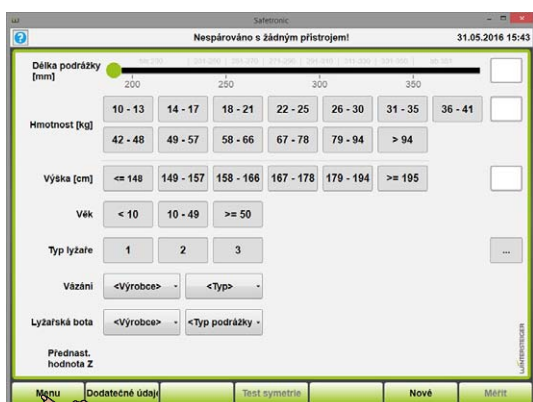 Safetronic
Nespárováno s žádným přístrojem! 31.05.2016 15:43
Délka podrážky [mm]
200 250 300 350
Hmotnost [kg]
10 - 13 14 - 17 18 - 21 22 - 25 26 - 30 31 - 35 36 - 41
42 - 48 49 - 57 58 - 66 67 - 78 79 - 94 > 94
Výška [cm] <= 148 149 - 157 158 - 166 167 - 178 179 - 194 >= 195
Věk < 10 10 - 49 >= 50
Typ lyžaře 1 2 3 ...
Vázání <Výrobce> <Typ>
Lyžařská bota <Výrobce> <Typ podrážky
Přednast.
hodnota Z
WINTERSTEIGER
Menu Dodatečné údaje Test symetrie Nové Měřit